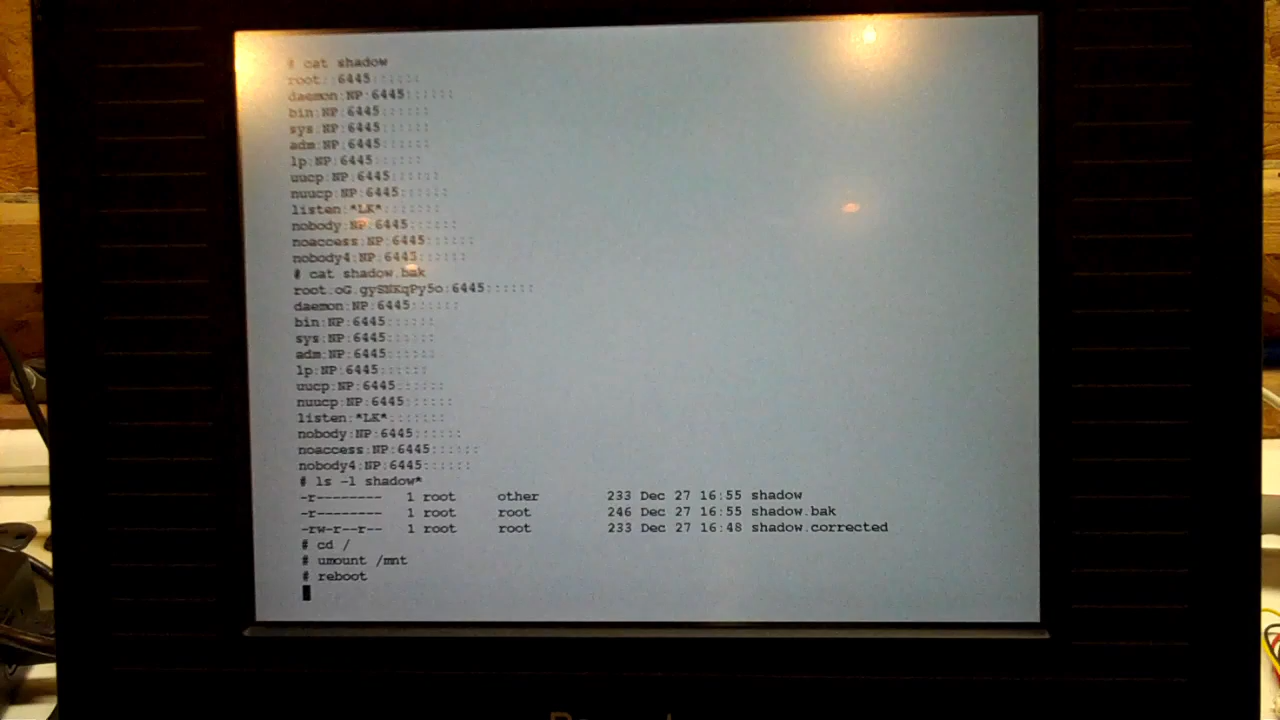 # cat shadow
root::6445::::::
daemon:NP:6445::::::
bin:NP:6445::::::
sys:NP:6445::::::
adm:NP:6445::::::
lp:NP:6445::::::
uucp:NP:6445::::::
nuucp:NP:6445::::::
listen:*LK*:::::::
nobody:NP:6445::::::
noaccess:NP:6445::::::
nobody4:NP:6445::::::
# cat shadow.bak
root:oG.gySNKqPy5o:6445::::::
daemon:NP:6445::::::
bin:NP:6445::::::
sys:NP:6445::::::
adm:NP:6445::::::
lp:NP:6445::::::
uucp:NP:6445::::::
nuucp:NP:6445::::::
listen:*LK*:::::::
nobody:NP:6445::::::
noaccess:NP:6445::::::
nobody4:NP:6445::::::
# ls -l shadow*
-r-------- 1 root other 233 Dec 27 16:55 shadow
-r-------- 1 root root 246 Dec 27 16:55 shadow.bak
-rw-r--r-- 1 root root 233 Dec 27 16:48 shadow.corrected
# cd /
# umount /mnt
# reboot